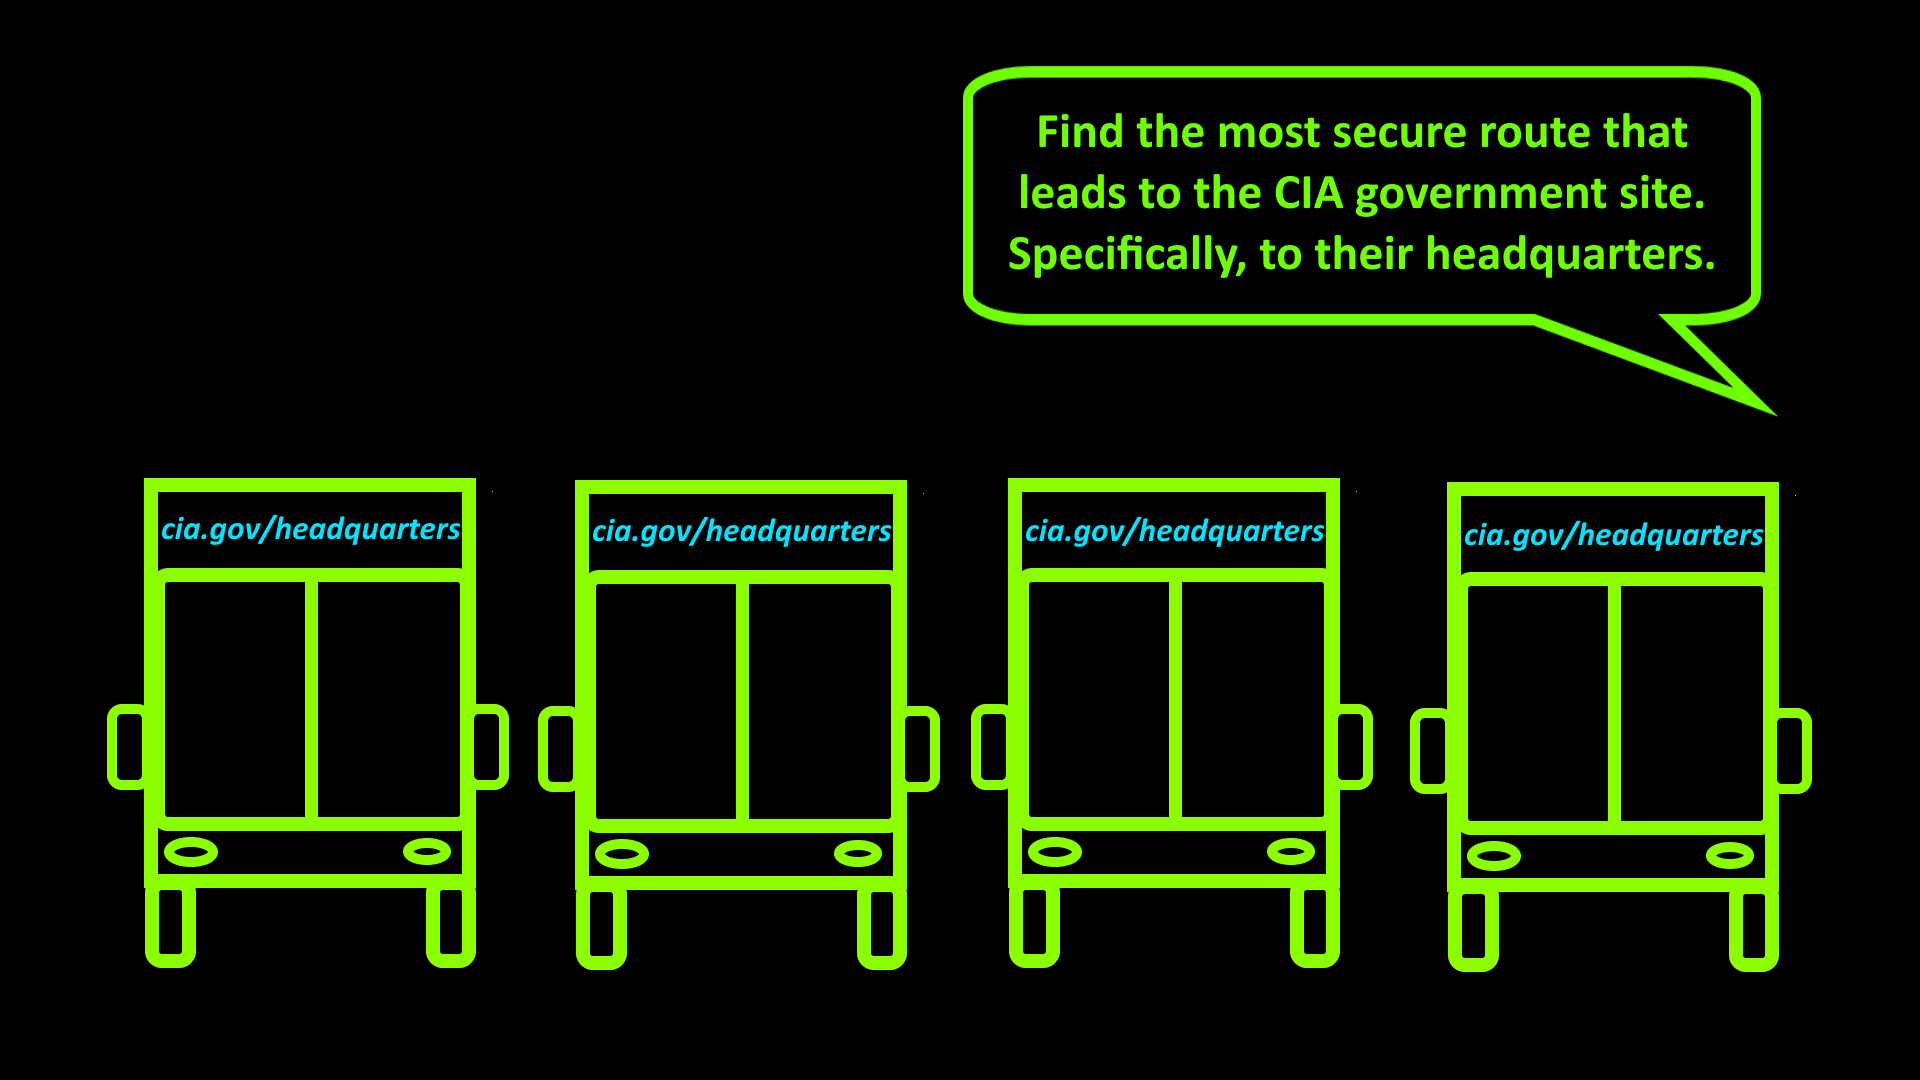 Find the most secure route that
leads to the CIA government site.
Specifically, to their headquarters.
cia.gov/headquarters
cia.gov/headquarters
cia.gov/headquarters
cia.gov/headquarters